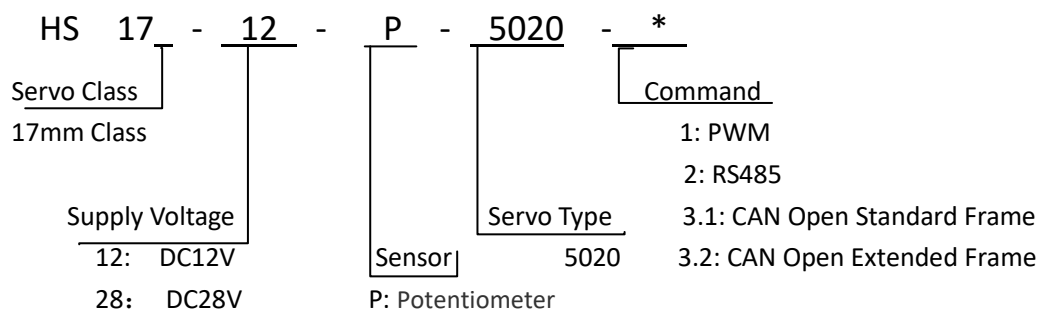 HS 17 - 12 - P - 5020 - *
Servo Class
Command
17mm Class
1: PWM
2: RS485
Supply Voltage
Servo Type
3.1: CAN Open Standard Frame
12: DC12V
Sensor
5020
3.2: CAN Open Extended Frame
28： DC28V
P: Potentiometer